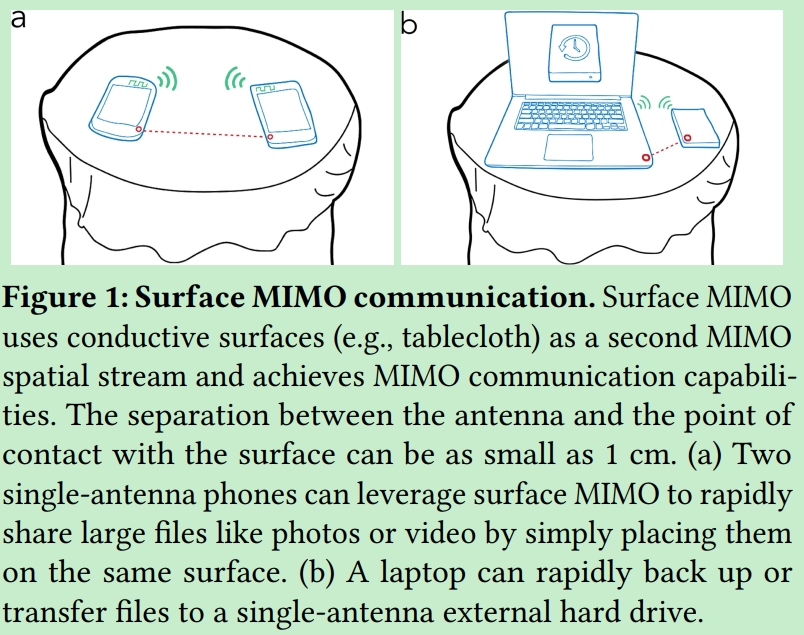 a
b
Figure 1: Surface MIMO communication. Surface MIMO
uses conductive surfaces (e.g., tablecloth) as a second MIMO
spatial stream and achieves MIMO communication capabili-
ties. The separation between the antenna and the point of
contact with the surface can be as small as 1 cm. (a) Two
single-antenna phones can leverage surface MIMO to rapidly
share large files like photos or video by simply placing them
on the same surface. (b) A laptop can rapidly back up or
transfer files to a single-antenna external hard drive.